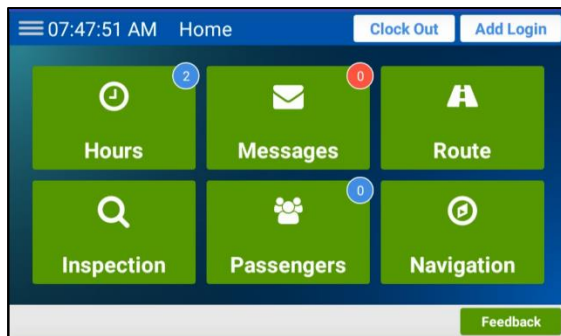 07:47:51 AM Home Clock Out Add Login
2 0
Hours Messages Route
0
Inspection Passengers Navigation
Feedback